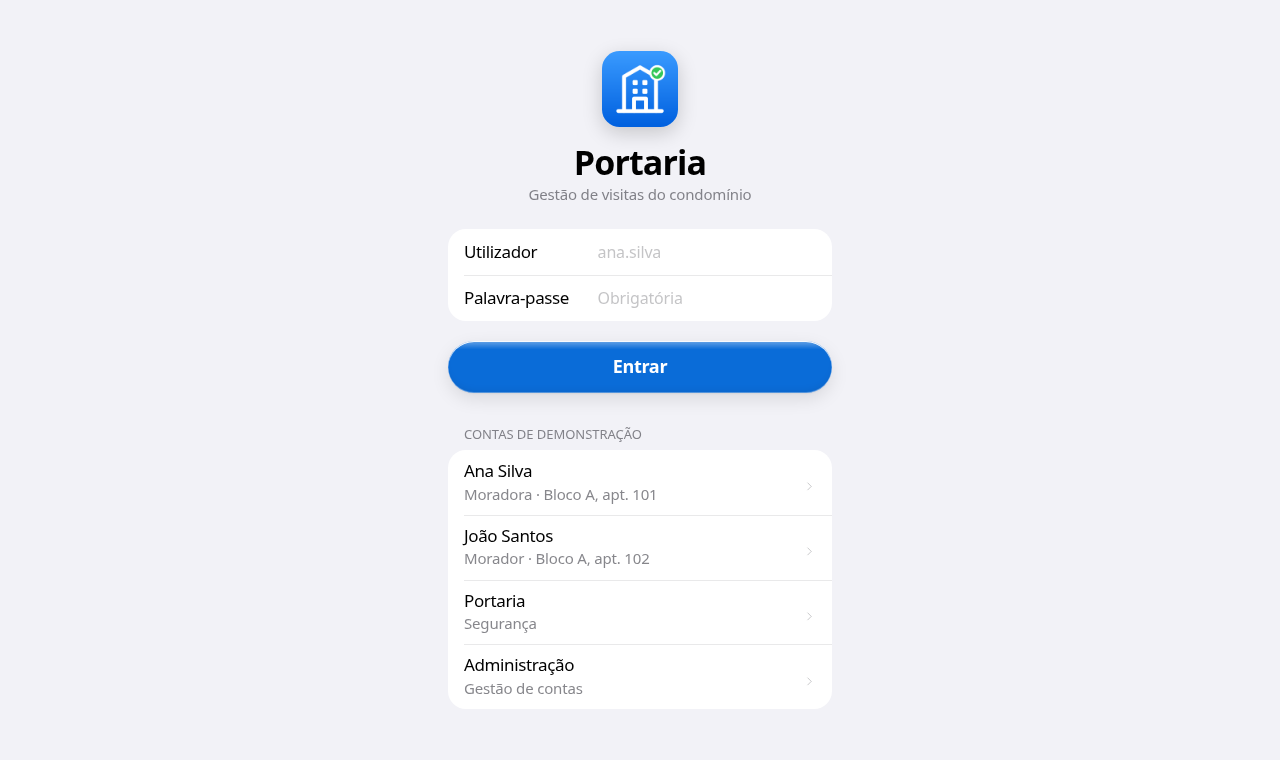 Portaria
Gestão de visitas do condomínio
Utilizador ana.silva
Palavra-passe Obrigatória
Entrar
CONTAS DE DEMONSTRAÇÃO
Ana Silva
Moradora · Bloco A, apt. 101
João Santos
Morador · Bloco A, apt. 102
Portaria
Segurança
Administração
Gestão de contas